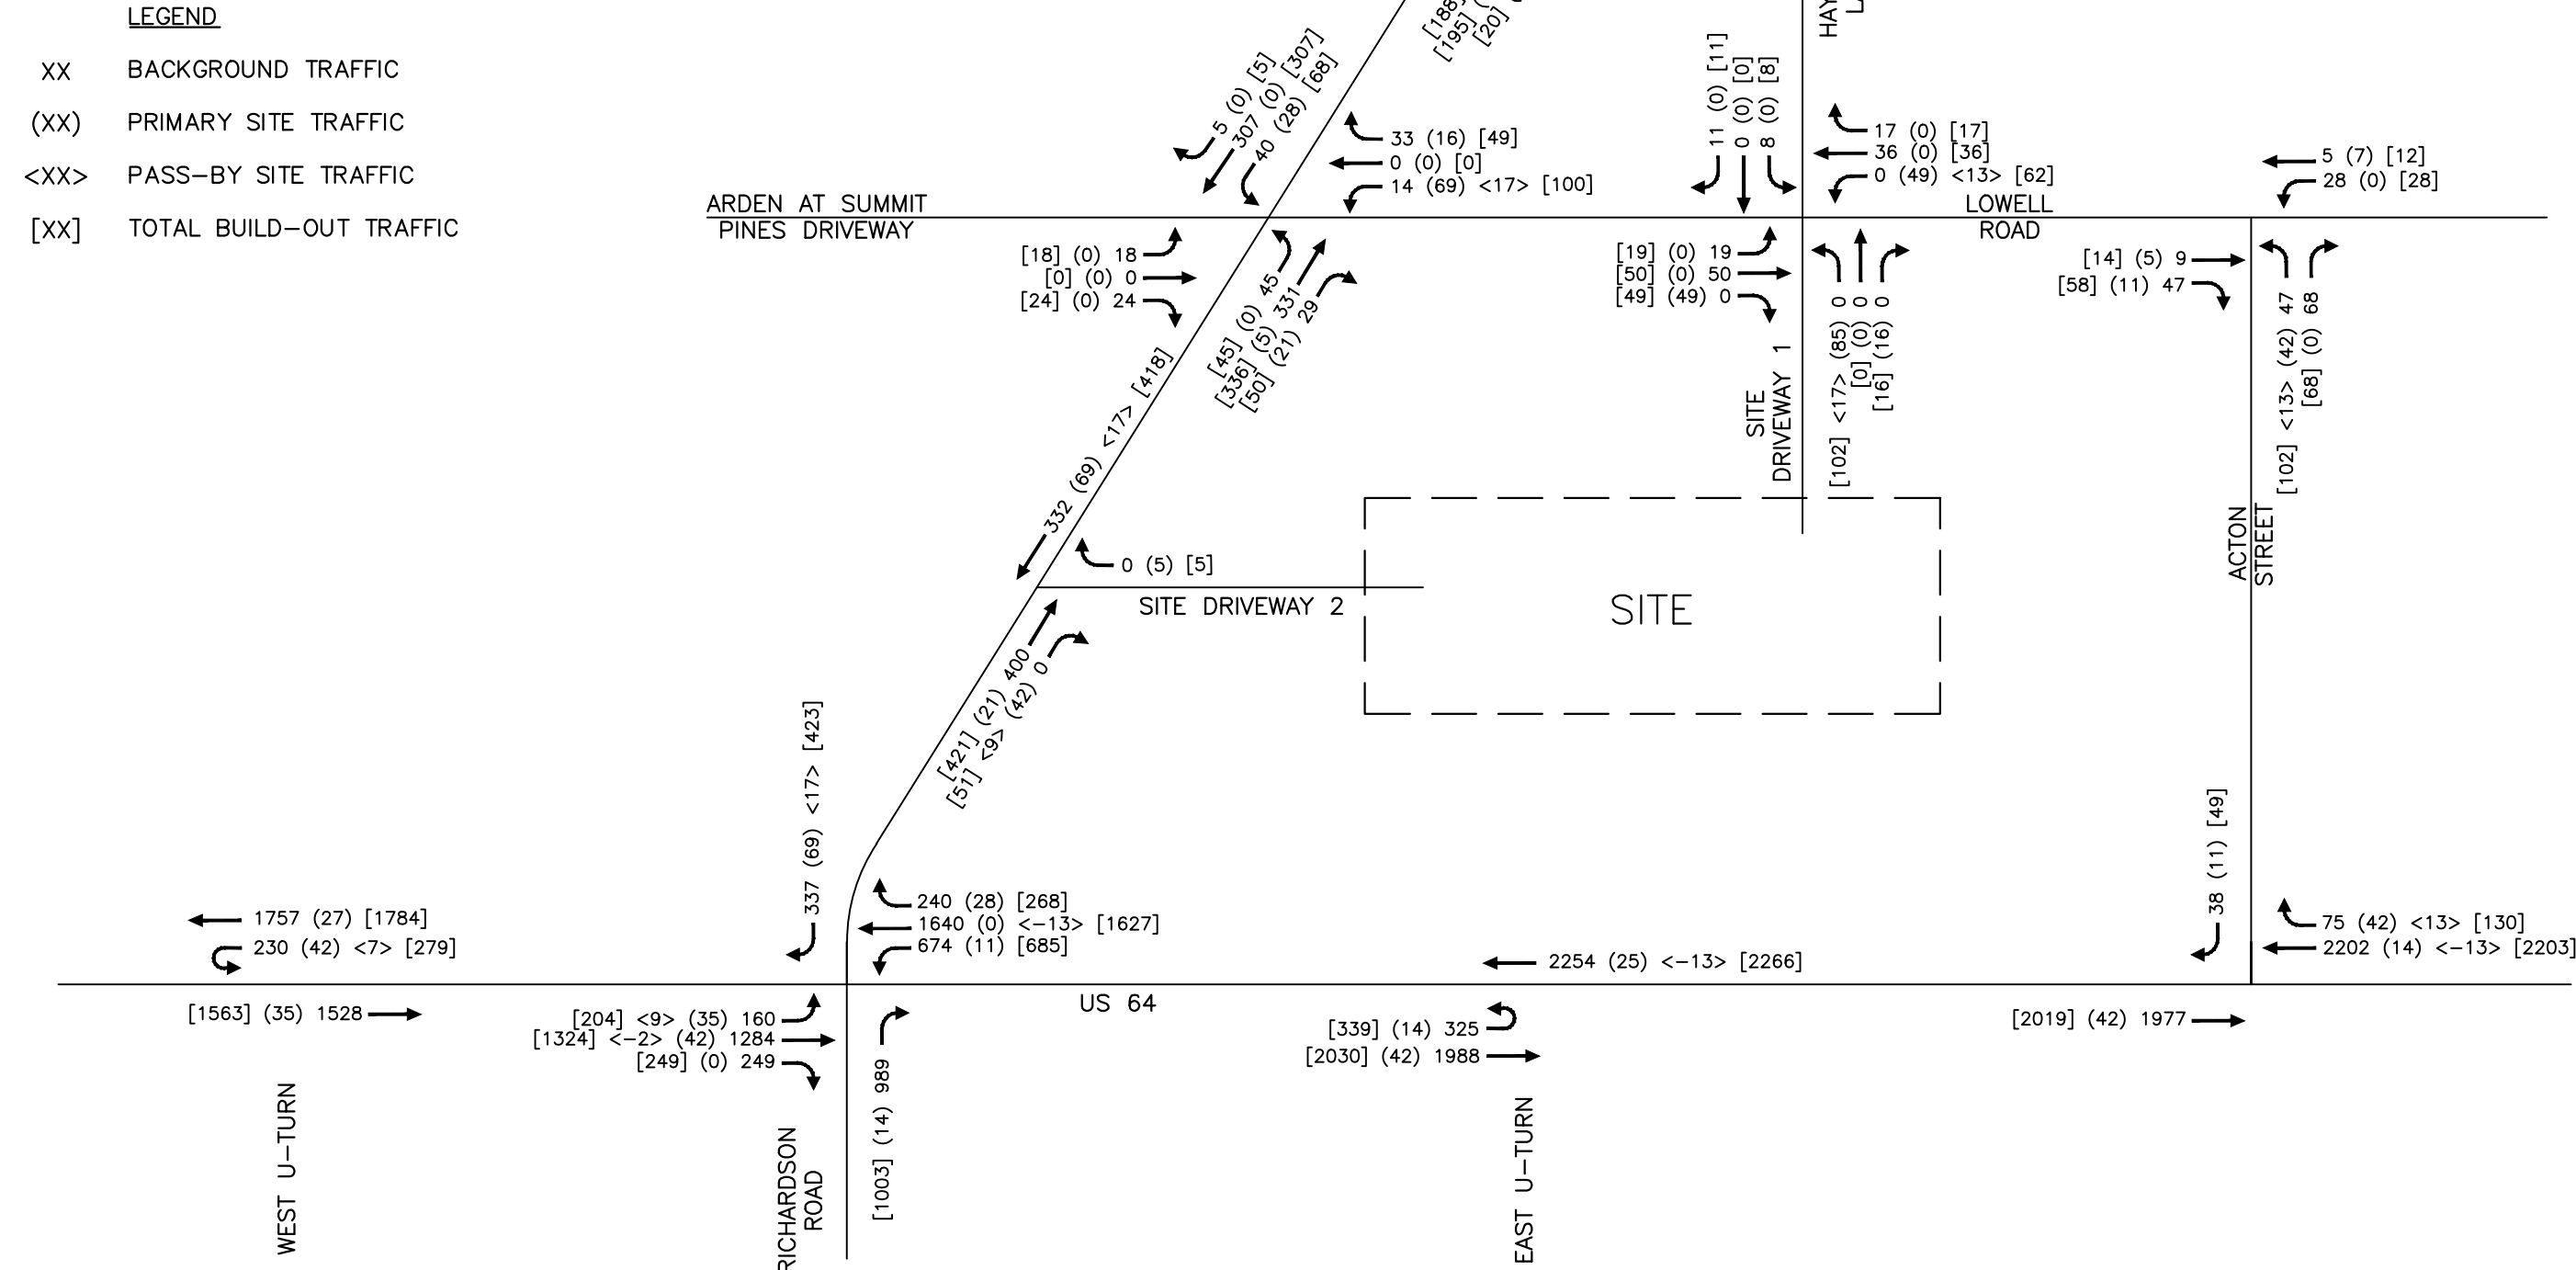 LEGEND
XX BACKGROUND TRAFFIC
(XX) PRIMARY SITE TRAFFIC
<XX> PASS-BY SITE TRAFFIC
[XX] TOTAL BUILD-OUT TRAFFIC
[188]
[195]
[20]
HAY
5 (0) [5]
307 (0) [307]
40 (28) [68]
33 (16) [49]
0 (0) [0]
14 (69) <17> [100]
11 (0) [11]
0 (0) [0]
8 (0) [8]
17 (0) [17]
36 (0) [36]
0 (49) <13> [62]
5 (7) [12]
28 (0) [28]
ARDEN AT SUMMIT
PINES DRIVEWAY
LOWELL
ROAD
[18] (0) 18
[0] (0) 0
[24] (0) 24
[45] (0) 45
[336] (5) 331
[50] (21) 29
[19] (0) 19
[50] (0) 50
[49] (49) 0
[102] <17> (85) 0
[0] (0) 0
[16] (16) 0
[14] (5) 9
[58] (11) 47
[102] <13> (42) 47
[68] (0) 68
SITE
DRIVEWAY 1
332 (69) <17> [418]
0 (5) [5]
SITE DRIVEWAY 2
SITE
ACTON
STREET
[421] (21) 400
[51] <9> (42) 0
337 (69) <17> [423]
38 (11) [49]
1757 (27) [1784]
230 (42) <7> [279]
240 (28) [268]
1640 (0) <-13> [1627]
674 (11) [685]
2254 (25) <-13> [2266]
75 (42) <13> [130]
2202 (14) <-13> [2203]
US 64
[1563] (35) 1528
[204] <9> (35) 160
[1324] <-2> (42) 1284
[249] (0) 249
[1003] (14) 989
[339] (14) 325
[2030] (42) 1988
[2019] (42) 1977
WEST U-TURN
RICHARDSON
ROAD
EAST U-TURN